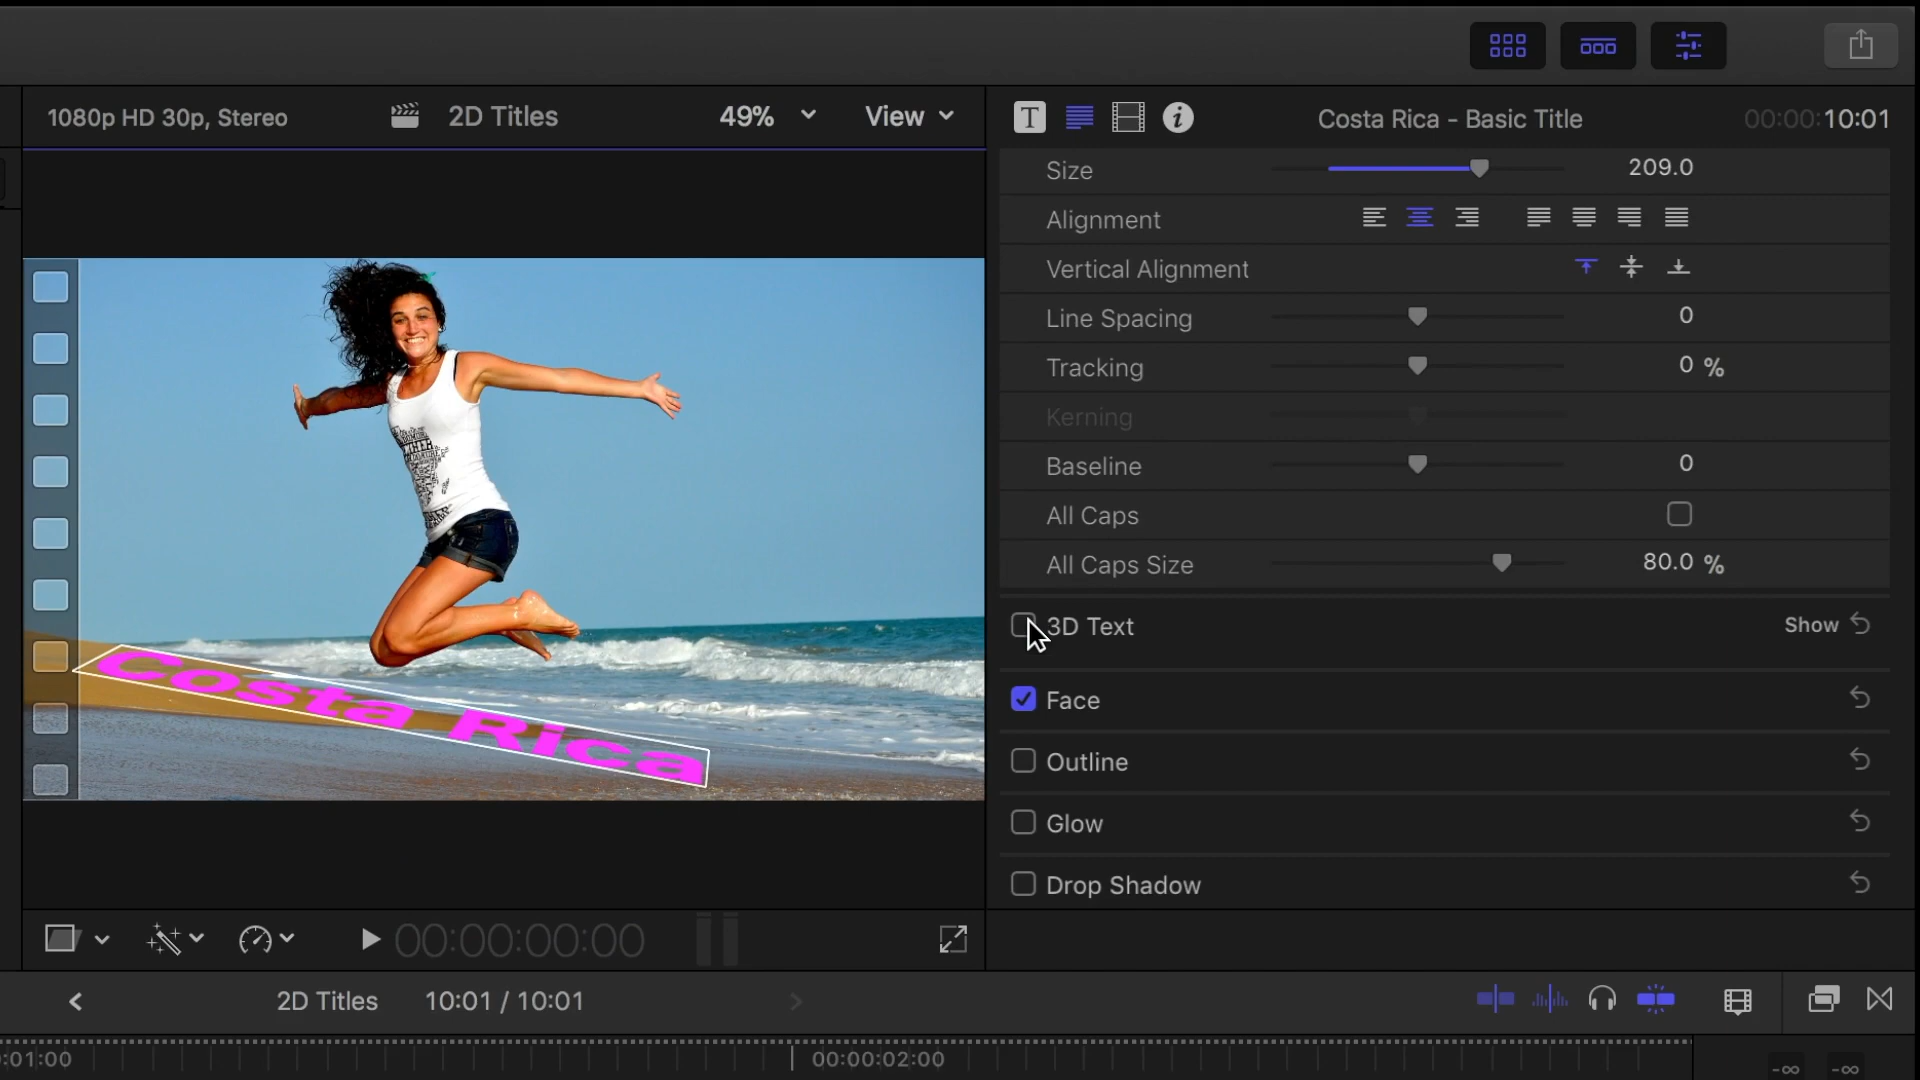 1080p HD 30p, Stereo
2D Titles
49%
View
T
i
Costa Rica - Basic Title
00:00:10:01
Size
209.0
Alignment
Vertical Alignment
Line Spacing
0
Tracking
0 %
Kerning
Baseline
0
All Caps
All Caps Size
80.0 %
3D Text
Show
Face
Outline
Glow
Drop Shadow
Costa Rica
00:00:00:00
2D Titles
10:01 / 10:01
:01:00
00:00:02:00
-∞
-∞